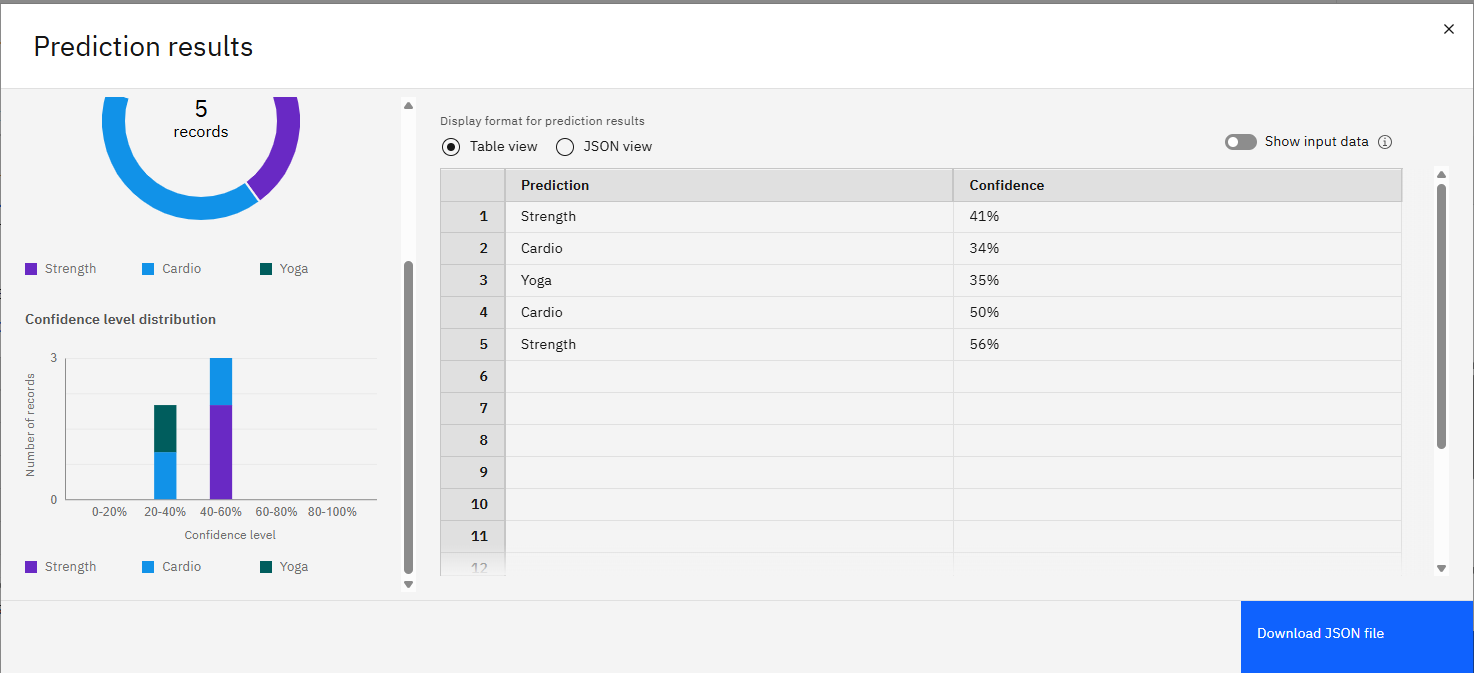 Prediction results
5
records
Strength Cardio Yoga
Confidence level distribution
3
Number of records
0
0-20% 20-40% 40-60% 60-80% 80-100%
Confidence level
Strength Cardio Yoga
Display format for prediction results
Table view JSON view
Show input data
Prediction Confidence
1 Strength 41%
2 Cardio 34%
3 Yoga 35%
4 Cardio 50%
5 Strength 56%
6
7
8
9
10
11
12
Download JSON file